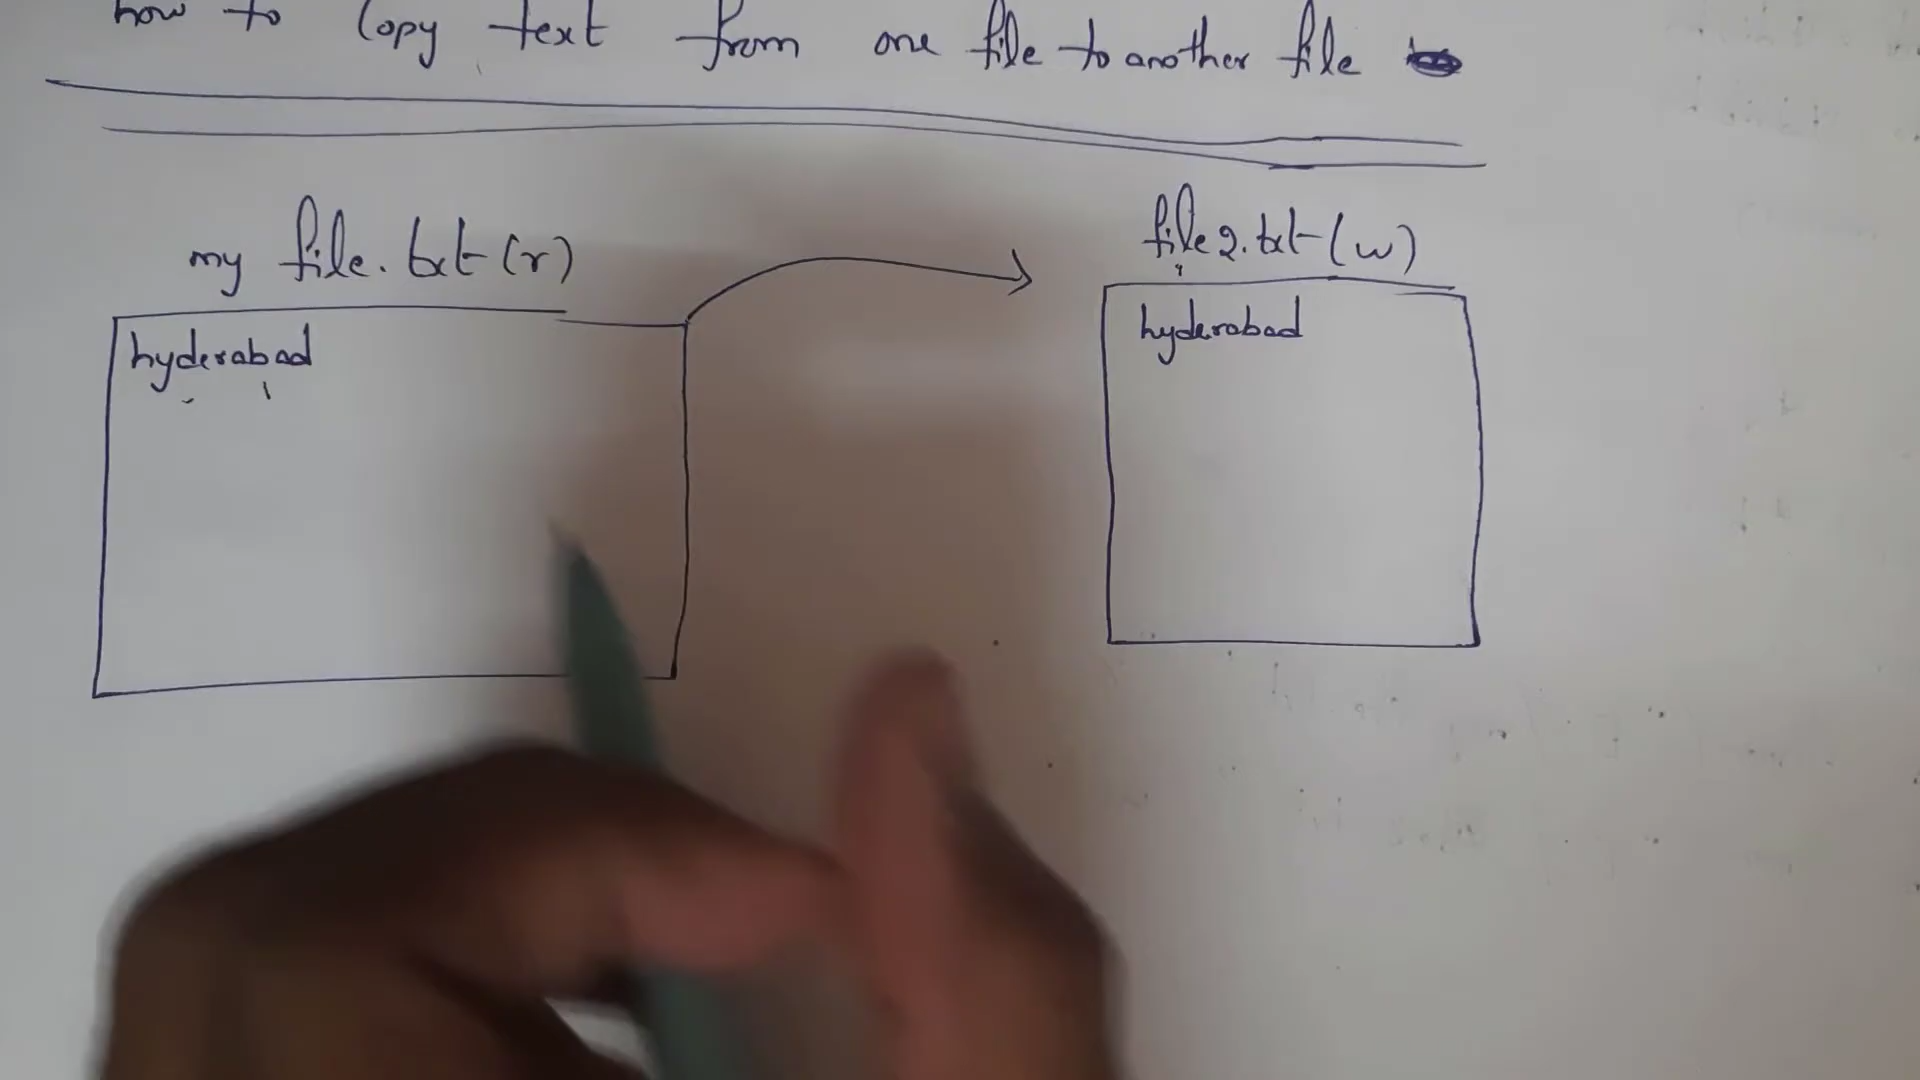 how to Copy text from one file to another file
my file.txt(r)
file2.txt(w)
hyderabad
hyderabad